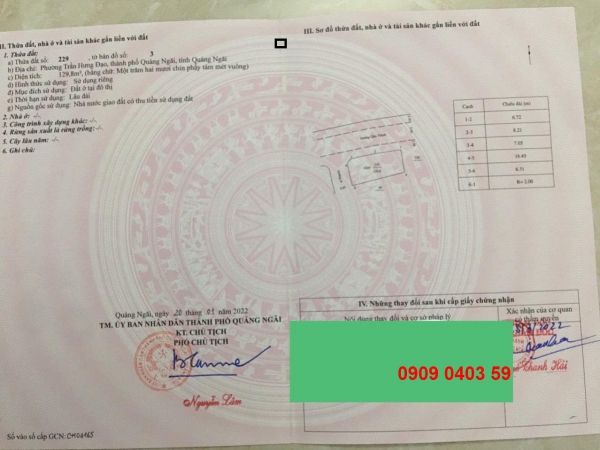 II. Thửa đất, nhà ở và tài sản khác gắn liền với đất
1. Thửa đất:
a) Thửa đất số: 229, tờ bản đồ số: 3
b) Địa chỉ: Phường Trần Hưng Đạo, thành phố Quảng Ngãi, tỉnh Quảng Ngãi
c) Diện tích: 129,8m², (bằng chữ: Một trăm hai mươi chín phẩy tám mét vuông)
d) Hình thức sử dụng: Sử dụng riêng
đ) Mục đích sử dụng: Đất ở tại đô thị
e) Thời hạn sử dụng: Lâu dài
g) Nguồn gốc sử dụng: Nhà nước giao đất có thu tiền sử dụng đất
2. Nhà ở: -/-
3. Công trình xây dựng khác: -/-
4. Rừng sản xuất là rừng trồng: -/-
5. Cây lâu năm: -/-
6. Ghi chú:
Quảng Ngãi, ngày 20 tháng 01 năm 2022
TM. ỦY BAN NHÂN DÂN THÀNH PHỐ QUẢNG NGÃI
KT. CHỦ TỊCH
PHÓ CHỦ TỊCH
Nguyễn Lâm
Số vào sổ cấp GCN:
III. Sơ đồ thửa đất, nhà ở và tài sản khác gắn liền với đất
Cạnh Chiều dài (m)
1-2 6.72
2-3 8.21
3-4 7.05
4-5 16.45
5-6 6.51
6-1 R= 2.00
IV. Những thay đổi sau khi cấp giấy chứng nhận
Nội dung thay đổi và cơ sở pháp lý
Xác nhận của cơ quan
có thẩm quyền
0909 0403 59
Thanh Hải